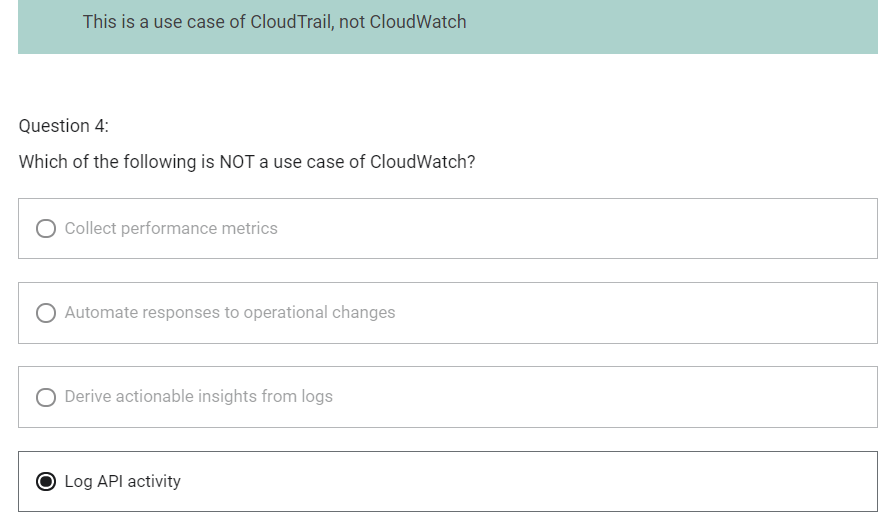 This is a use case of CloudTrail, not CloudWatch
Question 4:
Which of the following is NOT a use case of CloudWatch?
Collect performance metrics
Automate responses to operational changes
Derive actionable insights from logs
Log API activity